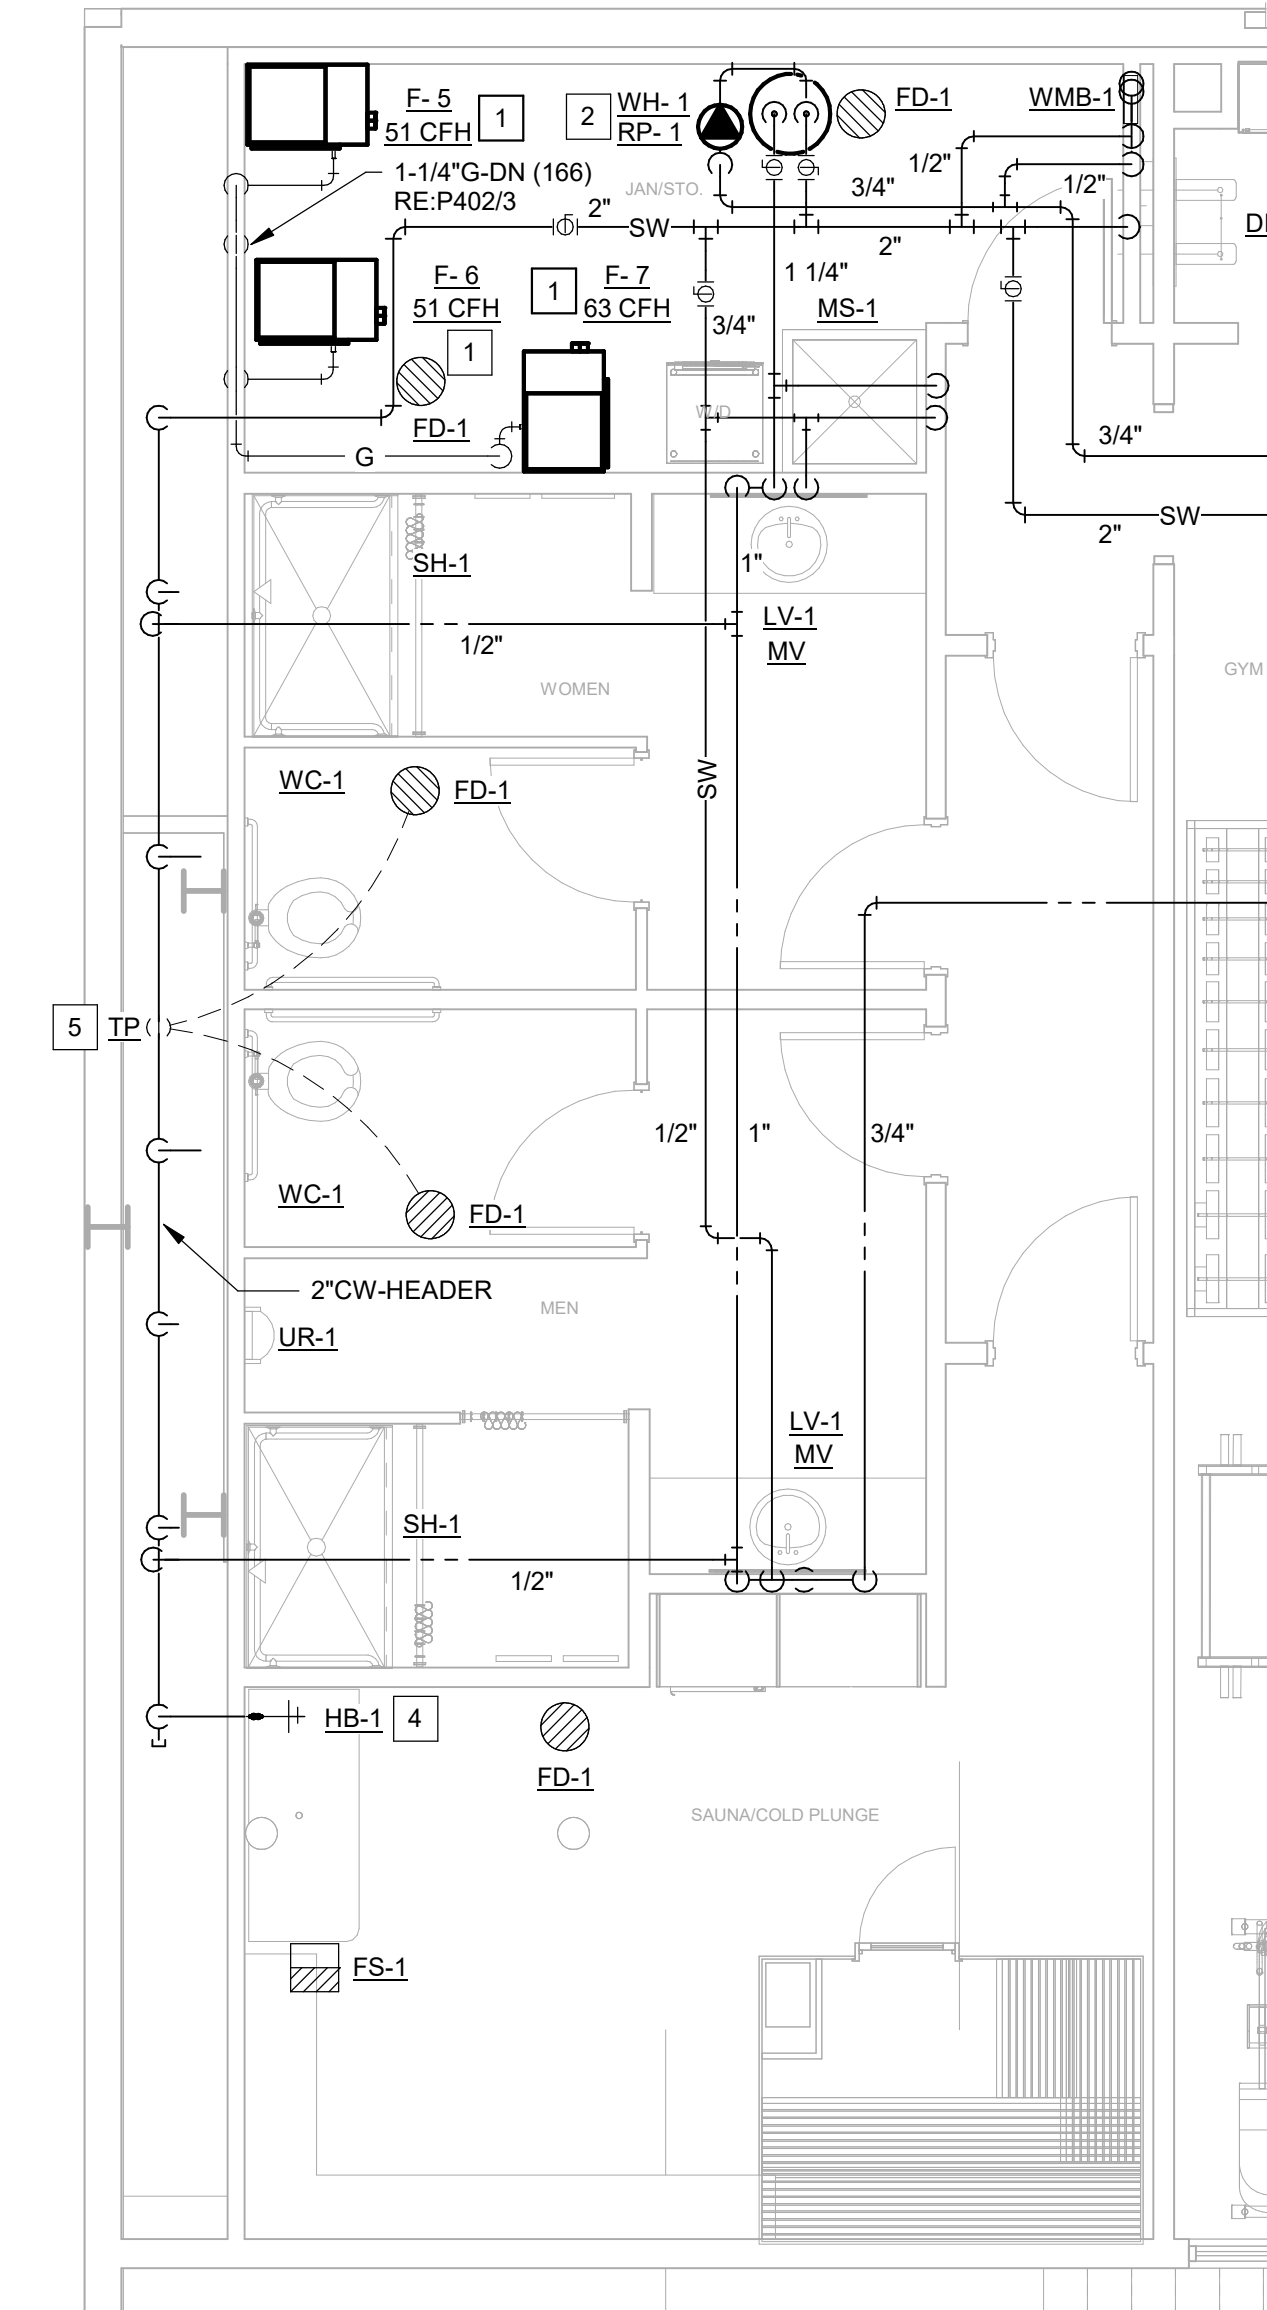 F- 5
51 CFH
1
2
WH- 1
RP- 1
FD-1
WMB-1
1-1/4"G-DN (166)
RE:P402/3
JAN/STO.
1/2"
3/4"
1/2"
2"
SW
2"
F- 6
51 CFH
1
F- 7
63 CFH
1 1/4"
MS-1
3/4"
1
W/D
FD-1
G
3/4"
SW
2"
SH-1
1"
LV-1
MV
1/2"
WOMEN
GYM
WC-1
FD-1
SW
5
TP
1/2"
1"
3/4"
WC-1
FD-1
2"CW-HEADER
MEN
UR-1
LV-1
MV
SH-1
1/2"
HB-1
4
FD-1
SAUNA/COLD PLUNGE
FS-1